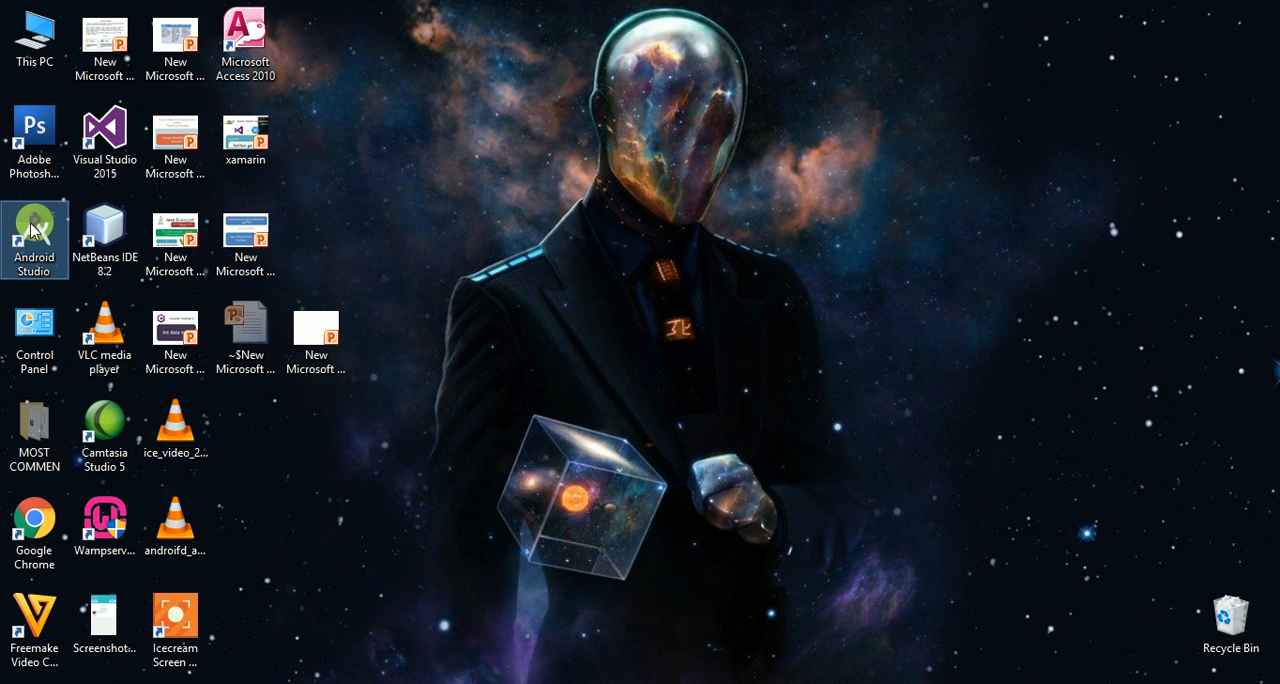 This PC
New
Microsoft ...
New
Microsoft ...
Microsoft
Access 2010
Ps
Adobe
Photosh...
Visual Studio
2015
New
Microsoft ...
xamarin
Android
Studio
NetBeans IDE
8.2
New
Microsoft ...
New
Microsoft ...
Control
Panel
VLC media
player
New
Microsoft ...
~$New
Microsoft ...
New
Microsoft ...
MOST
COMMEN
Camtasia
Studio 5
ice_video_2...
Google
Chrome
Wampserv...
androifd_a...
Freemake
Video C...
Screenshot...
Icecream
Screen ...
Recycle Bin